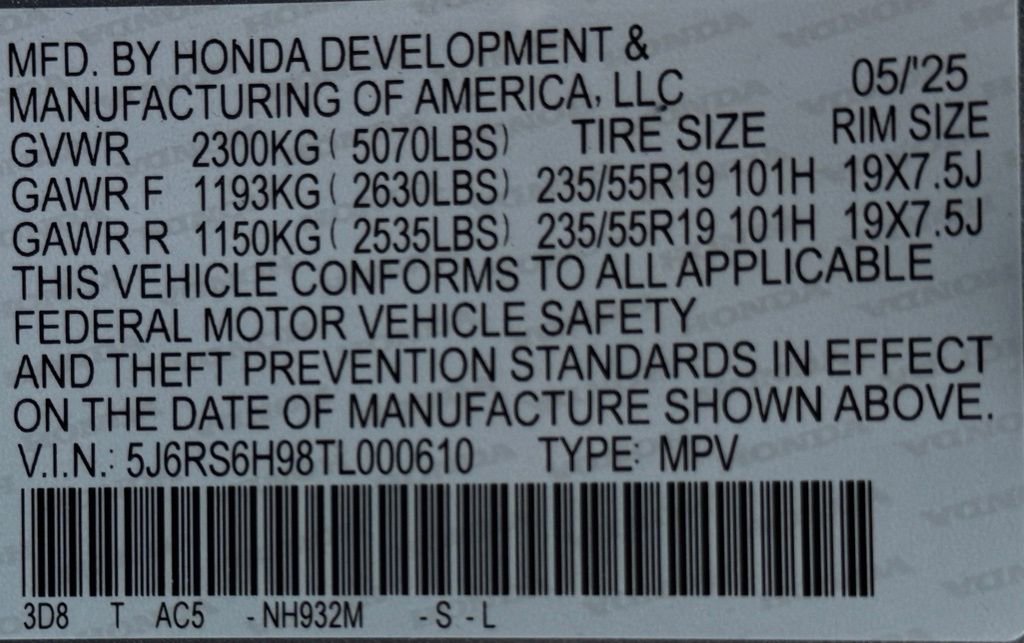 MFD. BY HONDA DEVELOPMENT &
MANUFACTURING OF AMERICA, LLC 05/'25
GVWR 2300KG ( 5070LBS) TIRE SIZE RIM SIZE
GAWR F 1193KG ( 2630LBS) 235/55R19 101H 19X7.5J
GAWR R 1150KG ( 2535LBS) 235/55R19 101H 19X7.5J
THIS VEHICLE CONFORMS TO ALL APPLICABLE
FEDERAL MOTOR VEHICLE SAFETY
AND THEFT PREVENTION STANDARDS IN EFFECT
ON THE DATE OF MANUFACTURE SHOWN ABOVE.
V.I.N.: 5J6RS6H98TL000610 TYPE: MPV
3D8 T AC5 - NH932M - S - L